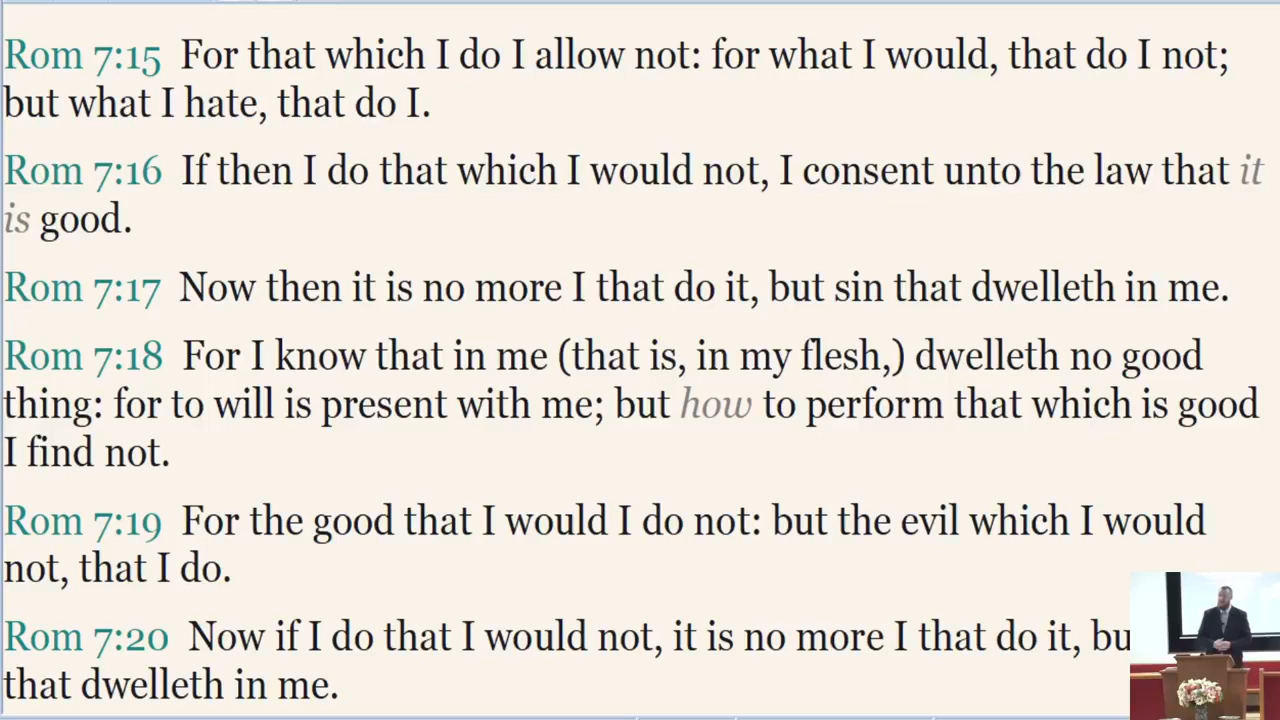 Rom 7:15 For that which I do I allow not: for what I would, that do I not;
but what I hate, that do I.
Rom 7:16 If then I do that which I would not, I consent unto the law that it
is good.
Rom 7:17 Now then it is no more I that do it, but sin that dwelleth in me.
Rom 7:18 For I know that in me (that is, in my flesh,) dwelleth no good
thing: for to will is present with me; but how to perform that which is good
I find not.
Rom 7:19 For the good that I would I do not: but the evil which I would
not, that I do.
Rom 7:20 Now if I do that I would not, it is no more I that do it,
that dwelleth in me.